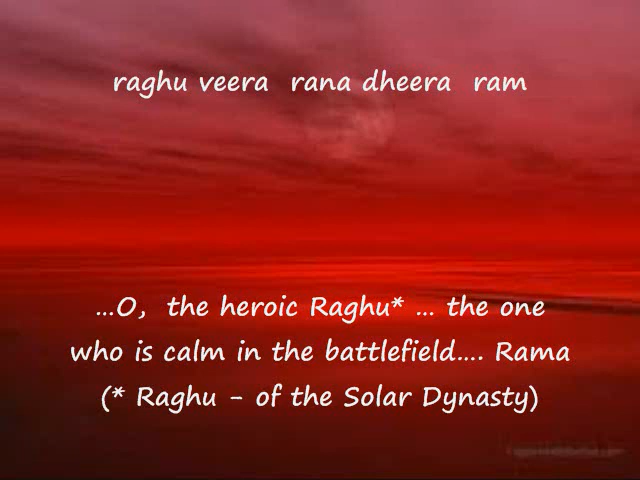 raghu veera rana dheera ram
...O, the heroic Raghu* ... the one
who is calm in the battlefield.... Rama
(* Raghu - of the Solar Dynasty)